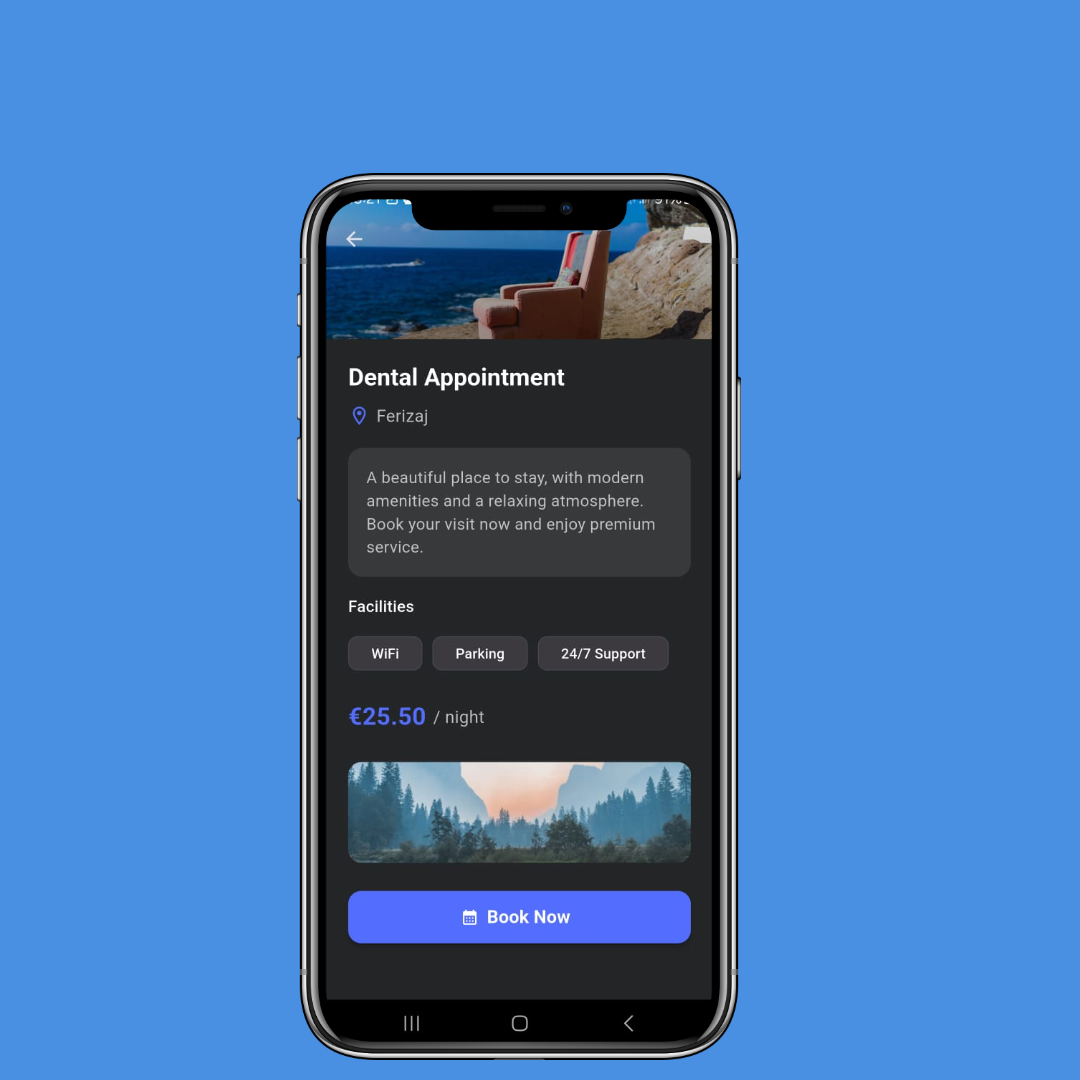 Dental Appointment
Ferizaj
A beautiful place to stay, with modern
amenities and a relaxing atmosphere.
Book your visit now and enjoy premium
service.
Facilities
WiFi
Parking
24/7 Support
€25.50 / night
Book Now